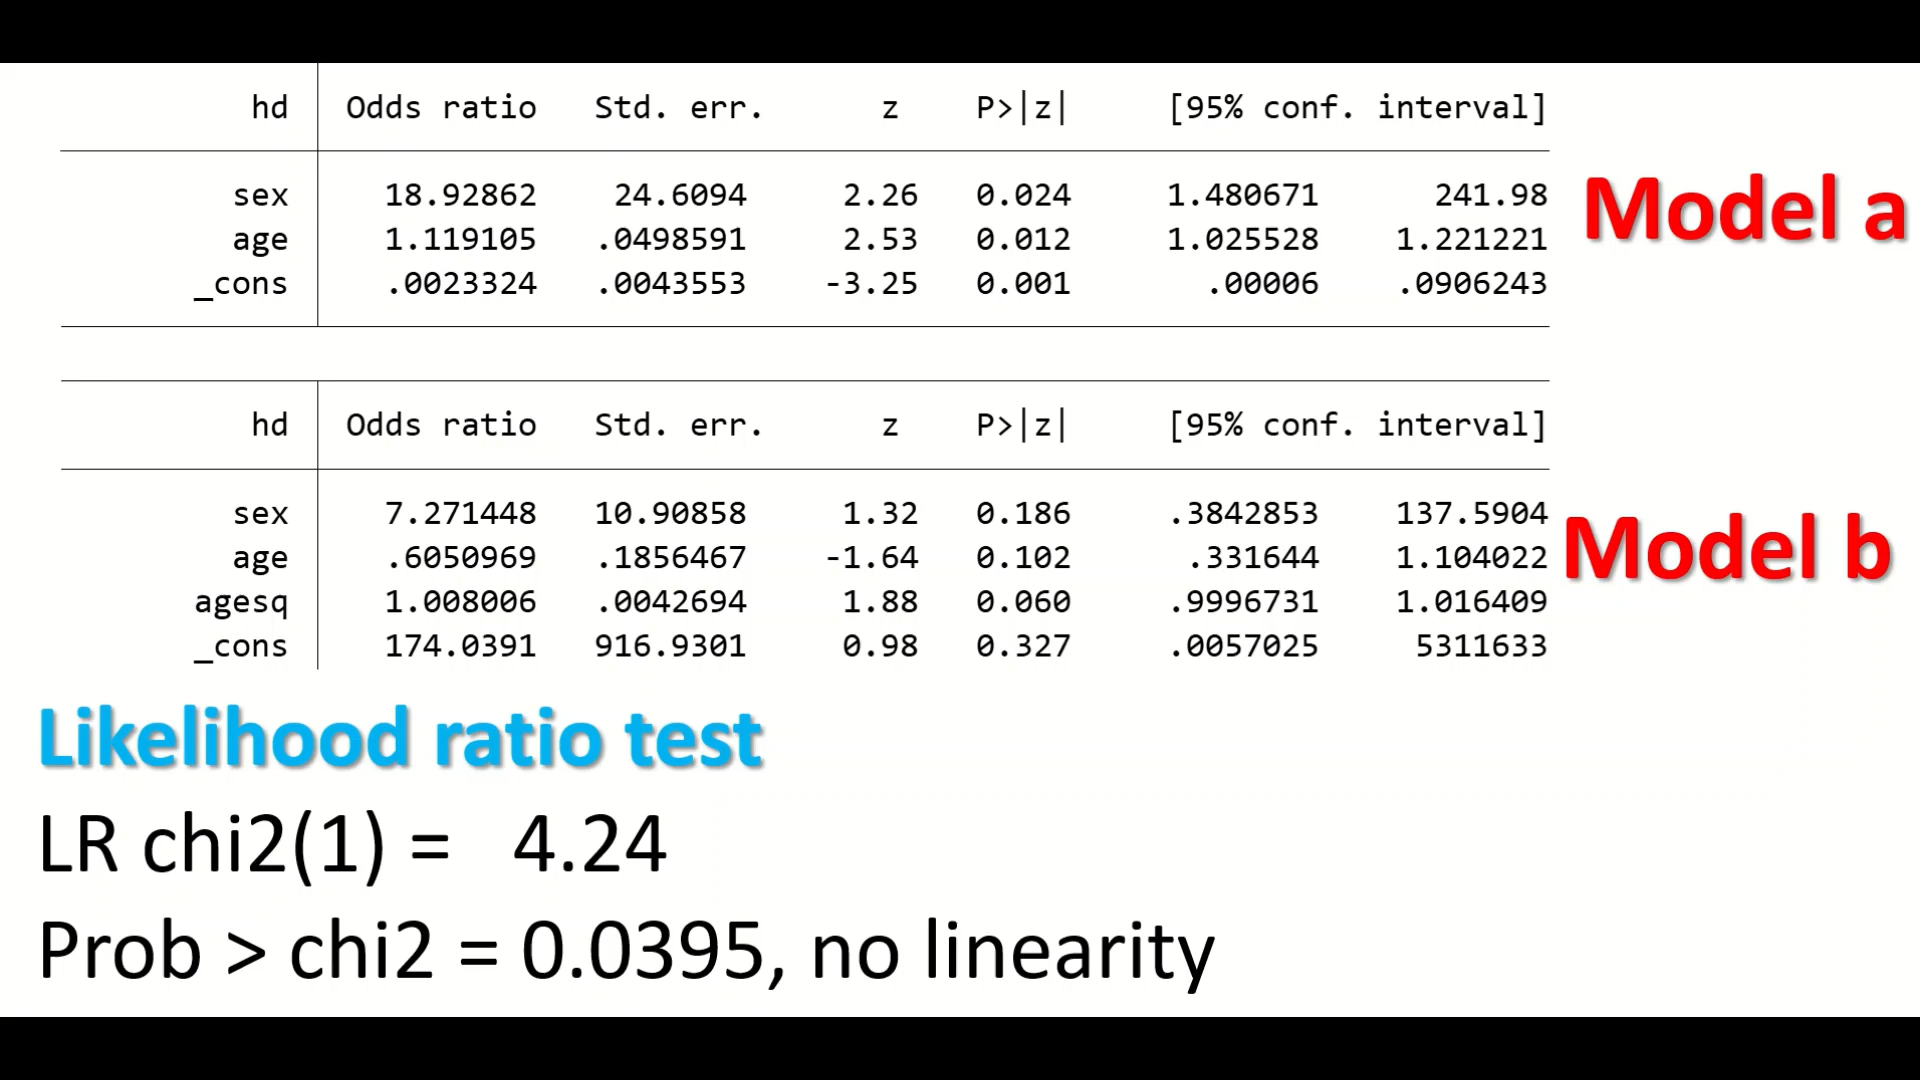 hd Odds ratio Std. err. z P>|z| [95% conf. interval]
sex 18.92862 24.6094 2.26 0.024 1.480671 241.98
age 1.119105 .0498591 2.53 0.012 1.025528 1.221221
_cons .0023324 .0043553 -3.25 0.001 .00006 .0906243
Model a
hd Odds ratio Std. err. z P>|z| [95% conf. interval]
sex 7.271448 10.90858 1.32 0.186 .3842853 137.5904
age .6050969 .1856467 -1.64 0.102 .331644 1.104022
agesq 1.008006 .0042694 1.88 0.060 .9996731 1.016409
_cons 174.0391 916.9301 0.98 0.327 .0057025 5311633
Model b
Likelihood ratio test
LR chi2(1) = 4.24
Prob > chi2 = 0.0395, no linearity